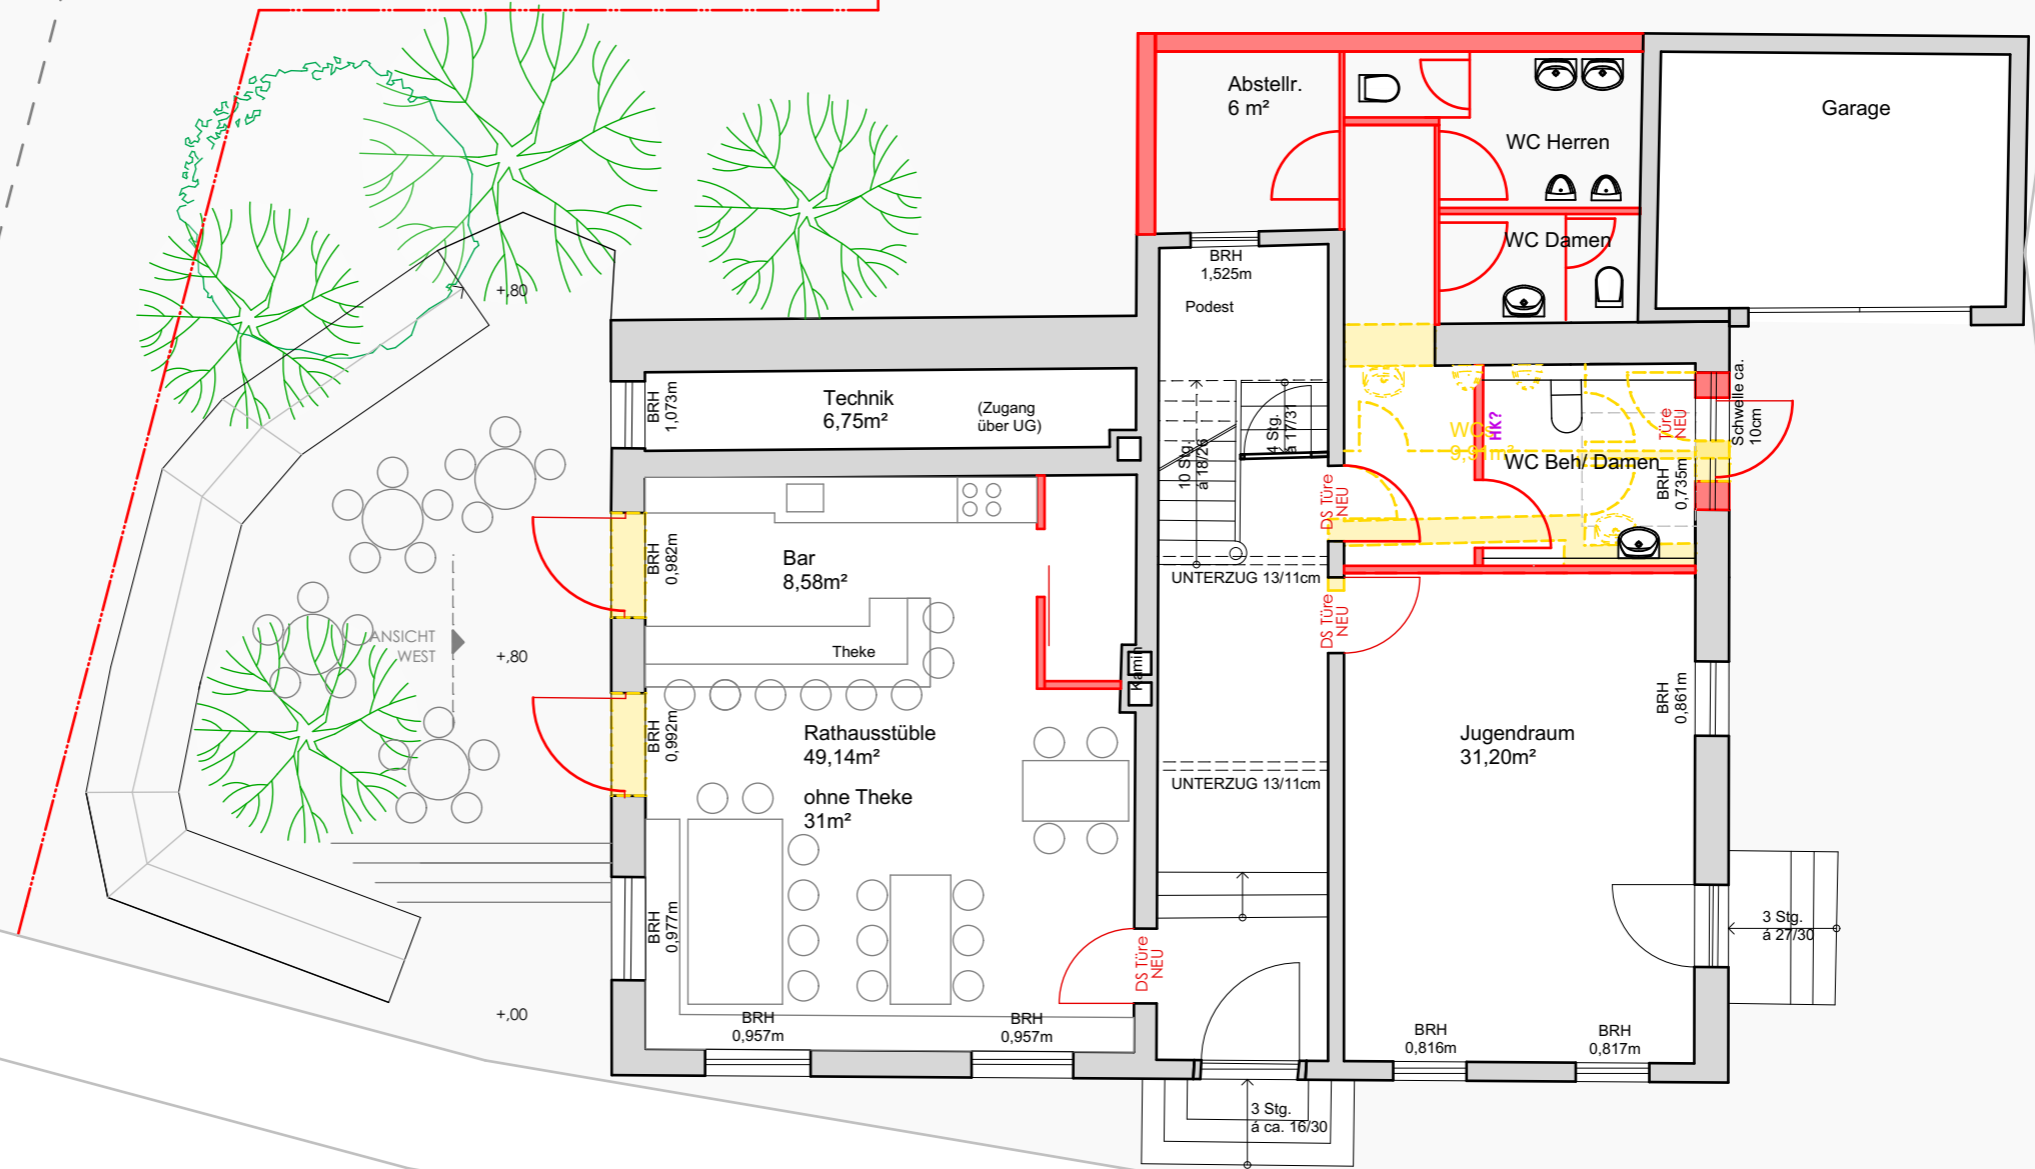 Abstellr.
6 m²
Garage
WC Herren
WC Damen
BRH
1,525m
Podest
+,80
Technik
6,75m²
(Zugang
über UG)
BRH
1,073m
10 Stg.
á 18/26
4 Stg.
á 17/31
WC
9,91m²
HK?
WC Beh/ Damen
Türe
NEU
BRH
0,735m
Schwelle ca.
10cm
DS Türe
NEU
Bar
8,58m²
BRH
0,982m
UNTERZUG 13/11cm
DS Türe
NEU
ANSICHT
WEST
+,80
Theke
Kamin
BRH
0,992m
Rathausstüble
49,14m²
ohne Theke
31m²
UNTERZUG 13/11cm
Jugendraum
31,20m²
BRH
0,861m
BRH
0,977m
DS Türe
NEU
3 Stg.
á 27/30
+,00
BRH
0,957m
BRH
0,957m
BRH
0,816m
BRH
0,817m
3 Stg.
á ca. 16/30